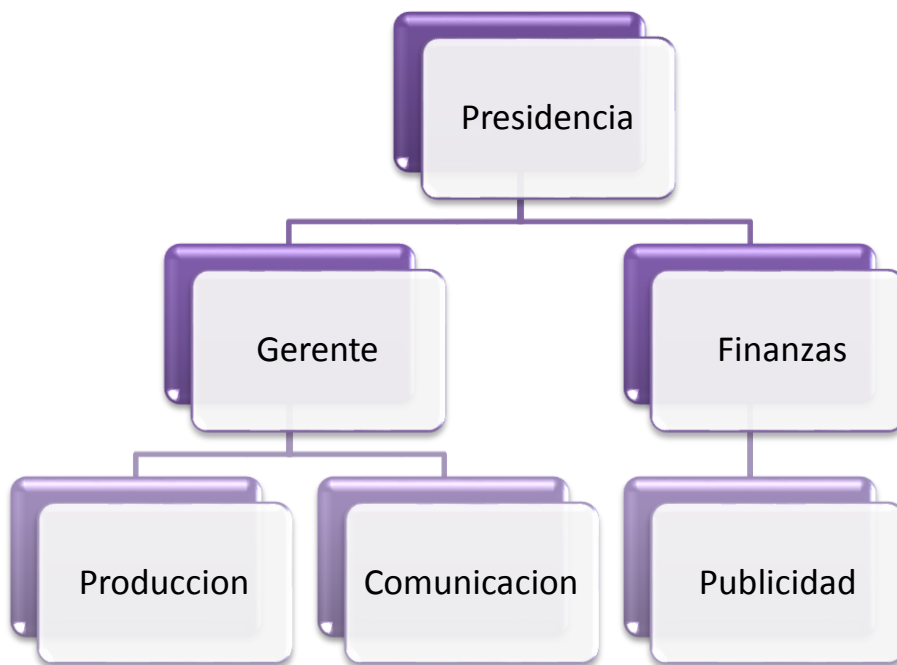 Presidencia
Gerente
Finanzas
Produccion
Comunicacion
Publicidad